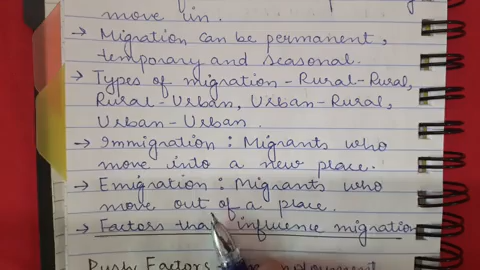 move in.
→ Migration can be permanent,
temporary and seasonal.
→ Types of migration - Rural-Rural,
Rural-Urban, Urban-Rural,
Urban-Urban.
→ Immigration : Migrants who
move into a new place.
→ Emigration : Migrants who
move out of a place.
→ Factors that influence migration
Push Factors